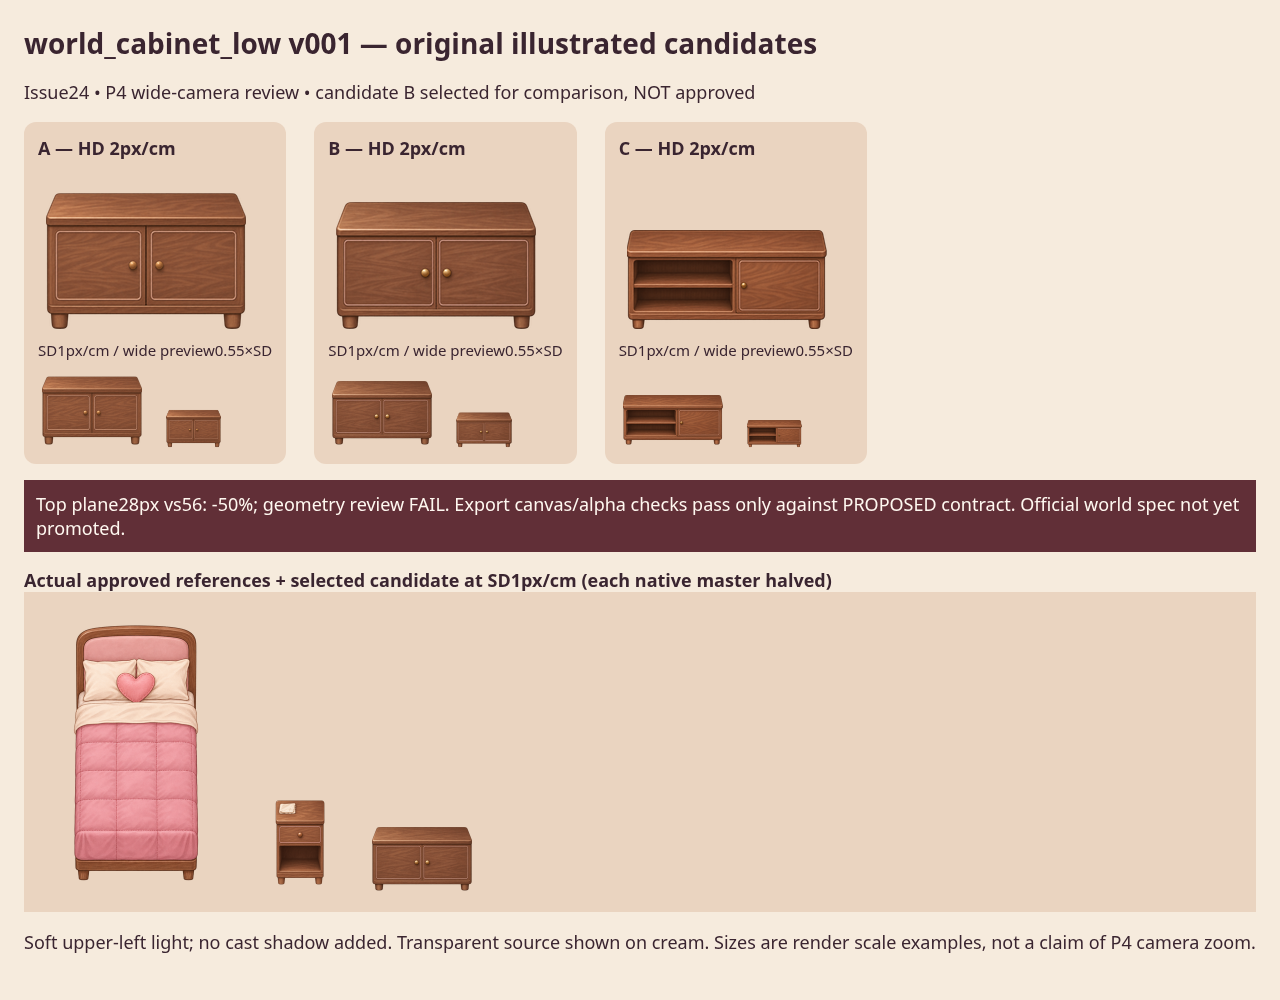 world_cabinet_low v001 — original illustrated candidates
Issue24 • P4 wide-camera review • candidate B selected for comparison, NOT approved
A — HD 2px/cm
B — HD 2px/cm
C — HD 2px/cm
SD1px/cm / wide preview0.55×SD
SD1px/cm / wide preview0.55×SD
SD1px/cm / wide preview0.55×SD
Top plane28px vs56: -50%; geometry review FAIL. Export canvas/alpha checks pass only against PROPOSED contract. Official world spec not yet
promoted.
Actual approved references + selected candidate at SD1px/cm (each native master halved)
Soft upper-left light; no cast shadow added. Transparent source shown on cream. Sizes are render scale examples, not a claim of P4 camera zoom.